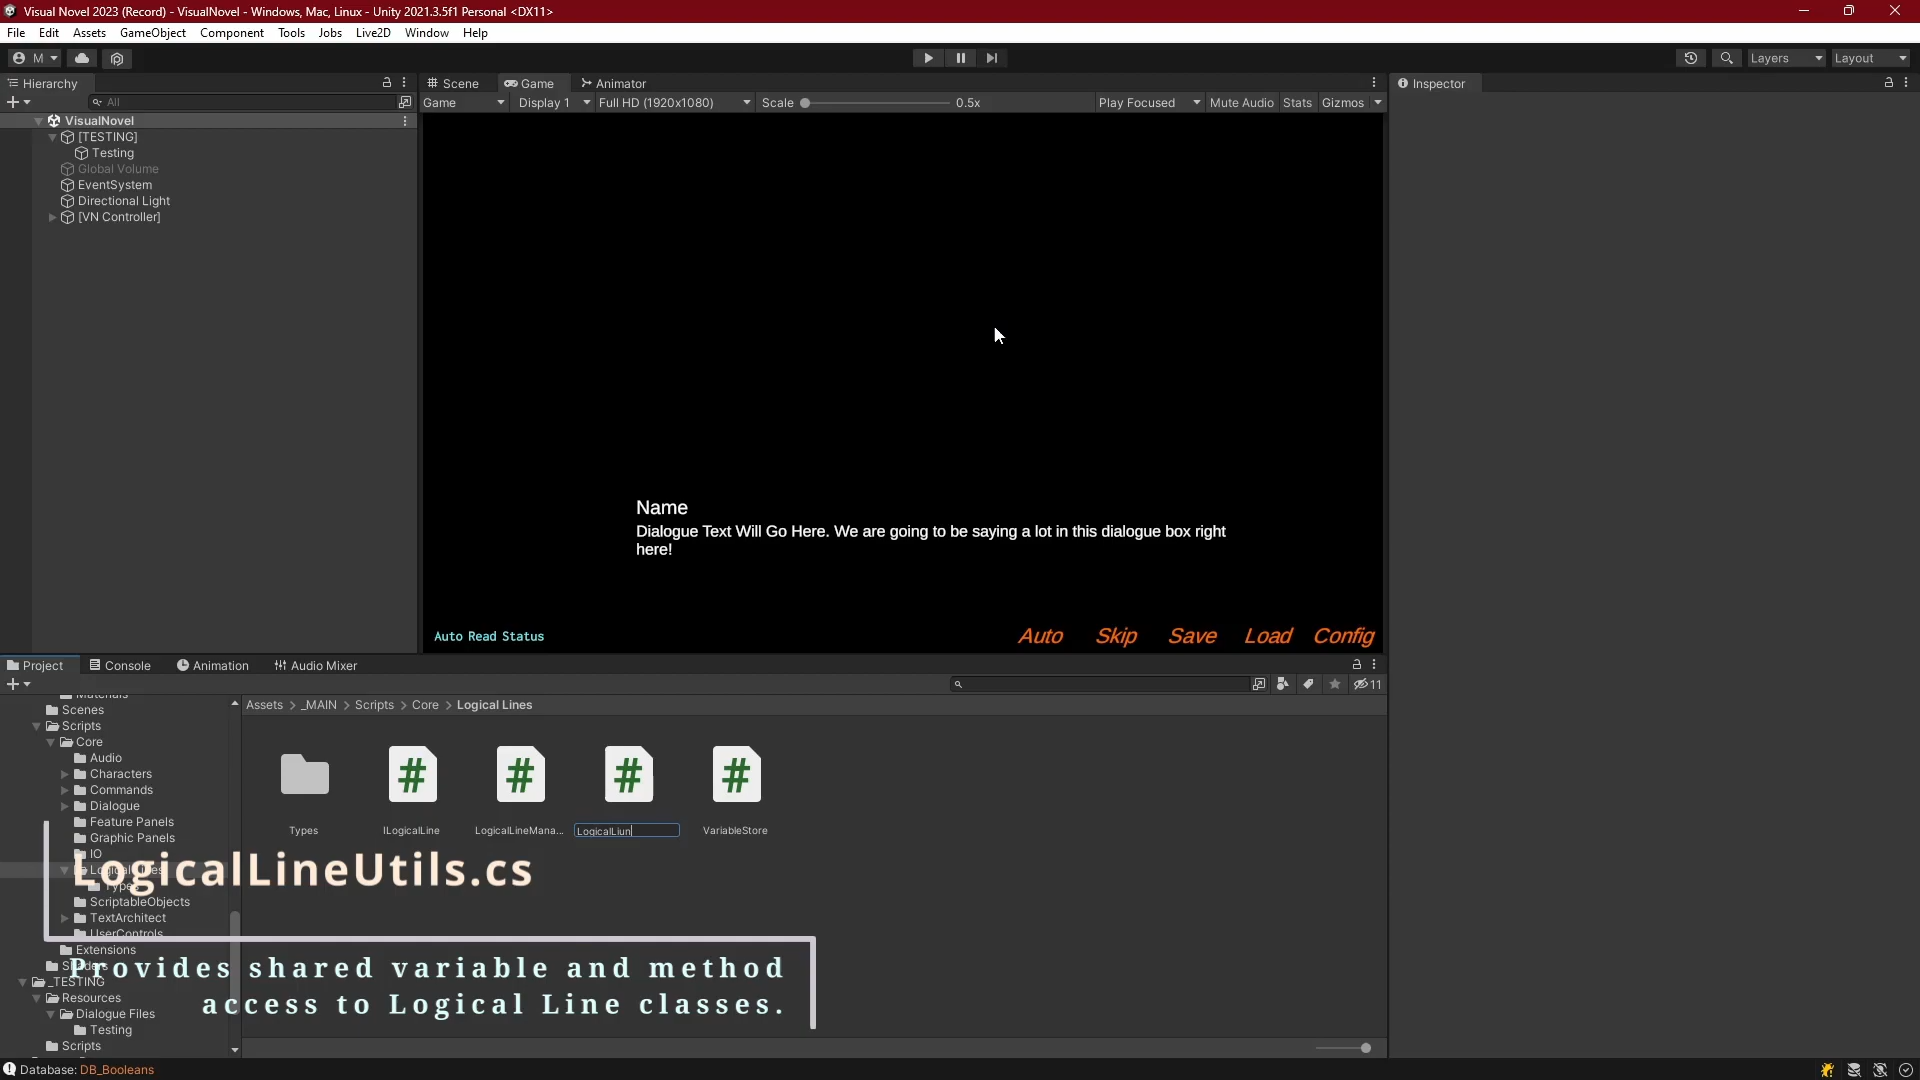 Visual Novel 2023 (Record) - VisualNovel - Windows, Mac, Linux - Unity 2021.3.5f1 Personal <DX11>
File Edit Assets GameObject Component Tools Jobs Live2D Window Help
M Layers Layout
Hierarchy Scene Game Animator Inspector
All Game Display 1 Full HD (1920x1080) Scale 0.5x Play Focused Mute Audio Stats Gizmos
VisualNovel
[TESTING]
Testing
Global Volume
EventSystem
Directional Light
[VN Controller]
Name
Dialogue Text Will Go Here. We are going to be saying a lot in this dialogue box right
here!
Auto Read Status Auto Skip Save Load Config
Project Console Animation Audio Mixer
11
Materials
Scenes
Scripts
Core
Audio
Characters
Commands
Dialogue
Feature Panels
Graphic Panels
IO
Types
ScriptableObjects
TextArchitect
UserControls
Extensions
_TESTING
Resources
Dialogue Files
Testing
Scripts
Assets > _MAIN > Scripts > Core > Logical Lines
Types ILogicalLine LogicalLineMana... LogicalLiun VariableStore
LogicalLineUtils.cs
Provides shared variable and method
access to Logical Line classes.
Database: DB_Booleans